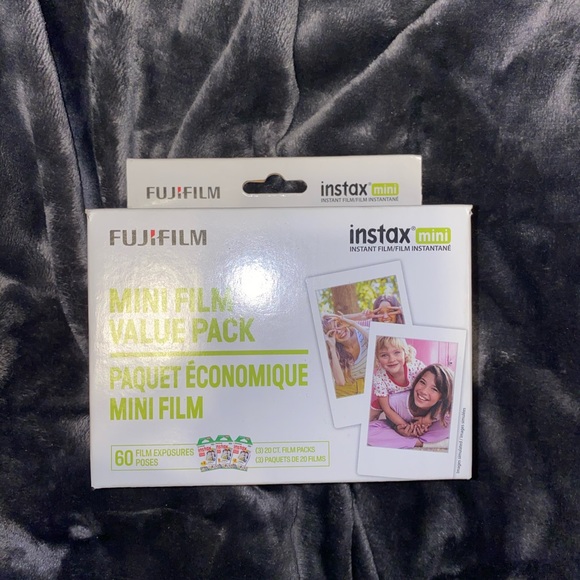 FUJIFILM
instax mini
INSTANT FILM/FILM INSTANTANÉ
FUJIFILM
instax mini
INSTANT FILM/FILM INSTANTANÉ
MINI FILM
VALUE PACK
PAQUET ÉCONOMIQUE
MINI FILM
60 FILM EXPOSURES
POSES
(3) 20 CT. FILM PACKS
(3) PAQUETS DE 20 FILMS